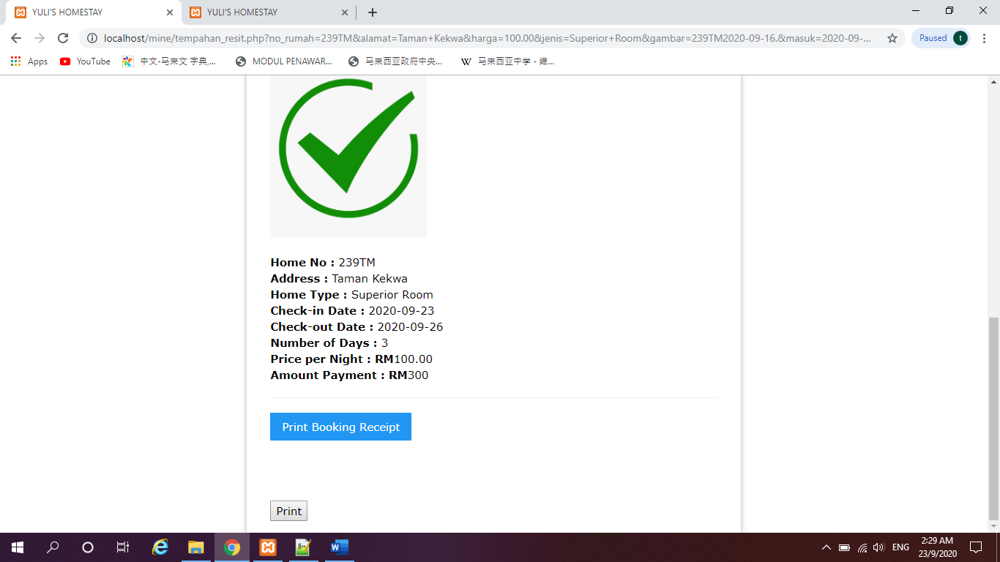 YULI'S HOMESTAY
YULI'S HOMESTAY
localhost/mine/tempahan_resit.php?no_rumah=239TM&alamat=Taman+Kekwa&harga=100.00&jenis=Superior+Room&gambar=239TM2020-09-16.&masuk=2020-09-...
Paused
t
Apps
YouTube
中文-马来文 字典,...
MODUL PENAWAR...
马来西亚政府中央...
W
马来西亚中学 - 维...
Home No : 239TM
Address : Taman Kekwa
Home Type : Superior Room
Check-in Date : 2020-09-23
Check-out Date : 2020-09-26
Number of Days : 3
Price per Night : RM100.00
Amount Payment : RM300
Print Booking Receipt
Print
ENG
2:29 AM
23/9/2020